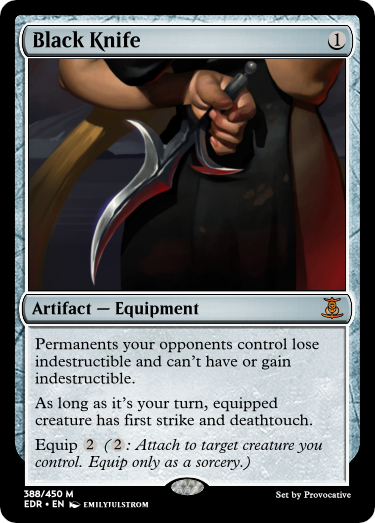 Black Knife
1
Artifact — Equipment
Permanents your opponents control lose
indestructible and can't have or gain
indestructible.
As long as it's your turn, equipped
creature has first strike and deathtouch.
Equip 2 (2: Attach to target creature you
control. Equip only as a sorcery.)
388/450 M
EDR • EN EMILYJULSTROM
Set by Provocative